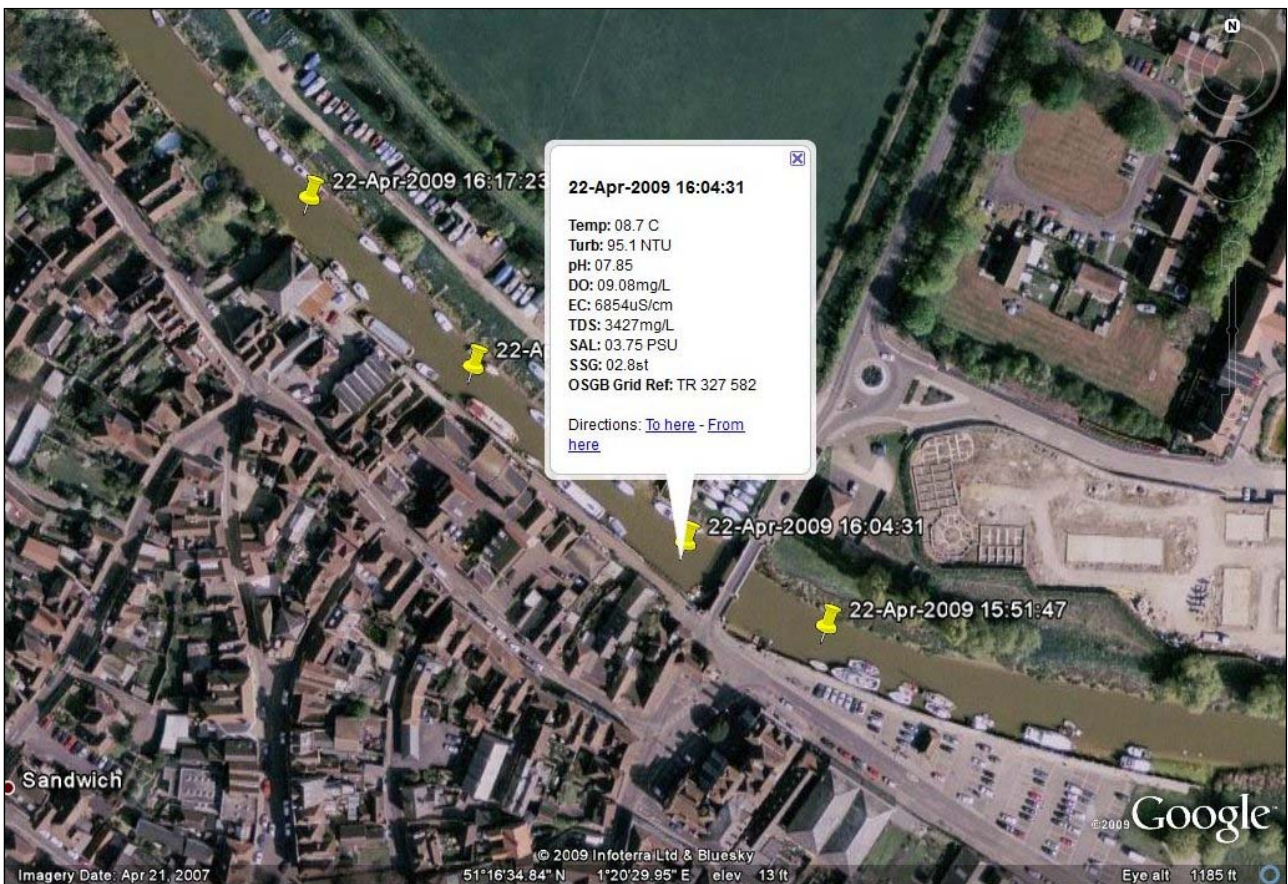 N
22-Apr-2009 16:17:23
22-A
22-Apr-2009 16:04:31
Temp: 08.7 C
Turb: 95.1 NTU
pH: 07.85
DO: 09.08mg/L
EC: 6854uS/cm
TDS: 3427mg/L
SAL: 03.75 PSU
SSG: 02.8st
OSGB Grid Ref: TR 327 582
Directions: To here - From
here
22-Apr-2009 16:04:31
22-Apr-2009 15:51:47
Sandwich
©2009 Google
© 2009 Infoterra Ltd & Bluesky
Imagery Date: Apr 21, 2007 51°16'34.84" N 1°20'29.95" E elev 13 ft Eye alt 1185 ft